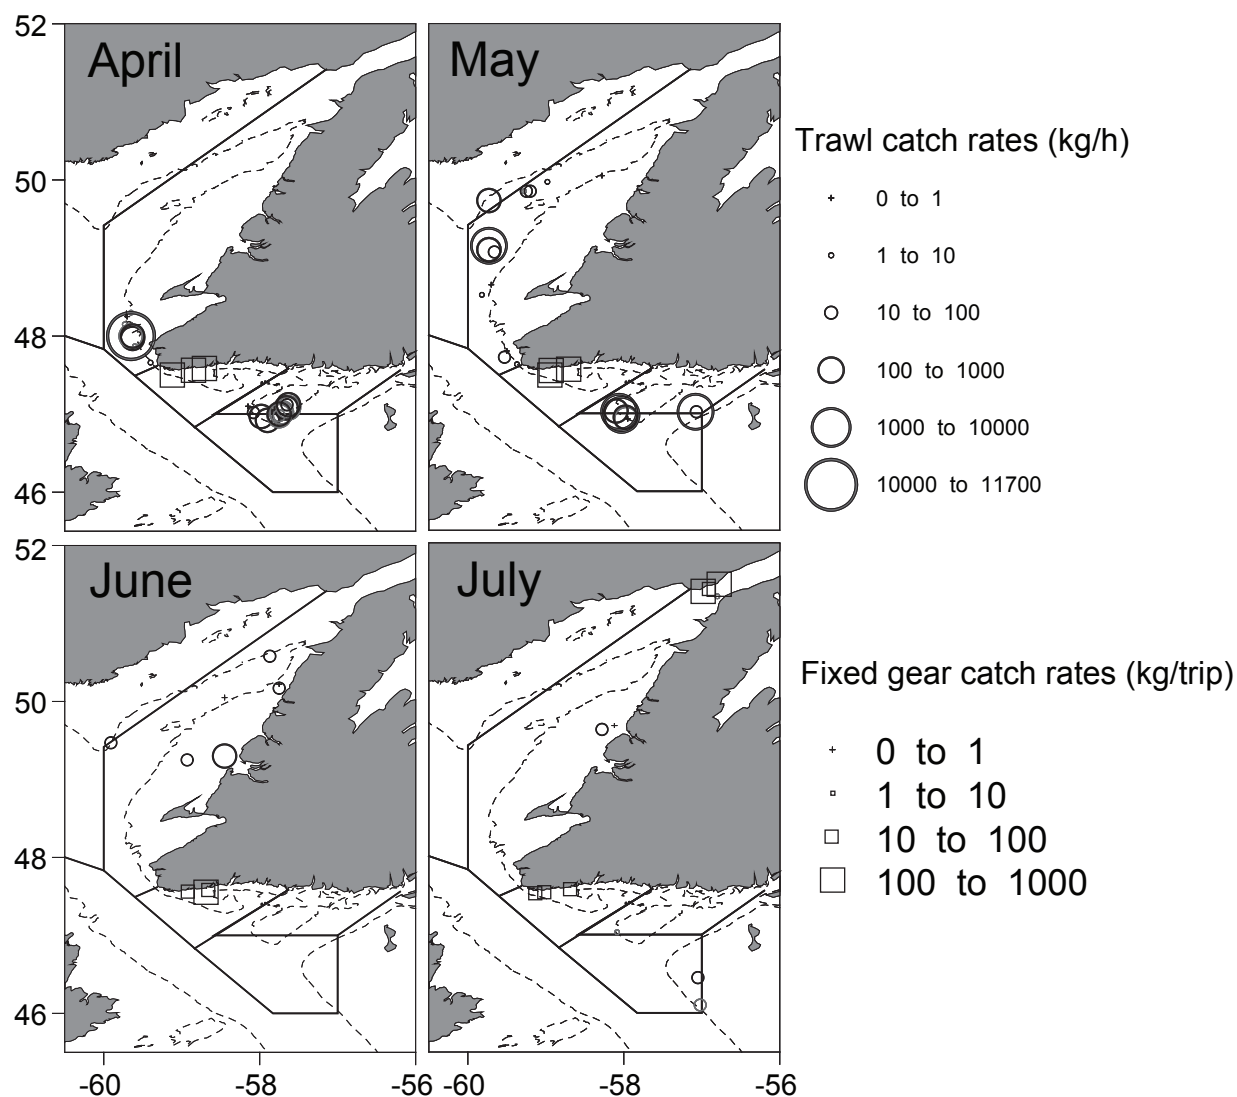 52
50
48
46
April
May
Trawl catch rates (kg/h)
0 to 1
1 to 10
10 to 100
100 to 1000
1000 to 10000
10000 to 11700
52
50
48
46
June
July
Fixed gear catch rates (kg/trip)
0 to 1
1 to 10
10 to 100
100 to 1000
-60 -58 -56 -60 -58 -56